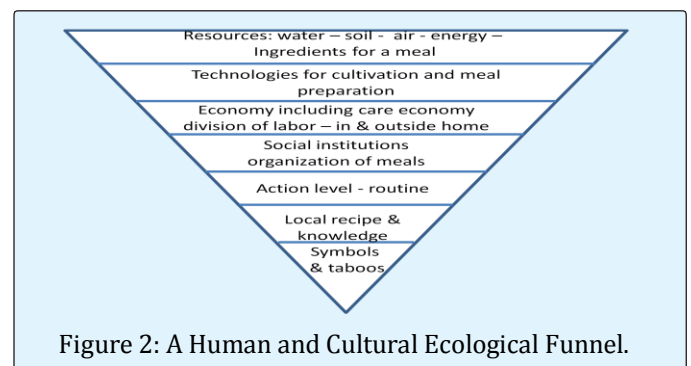 Resources: water – soil - air - energy –
Ingredients for a meal
Technologies for cultivation and meal
preparation
Economy including care economy
division of labor – in & outside home
Social institutions
organization of meals
Action level - routine
Local recipe &
knowledge
Symbols
& taboos
Figure 2: A Human and Cultural Ecological Funnel.